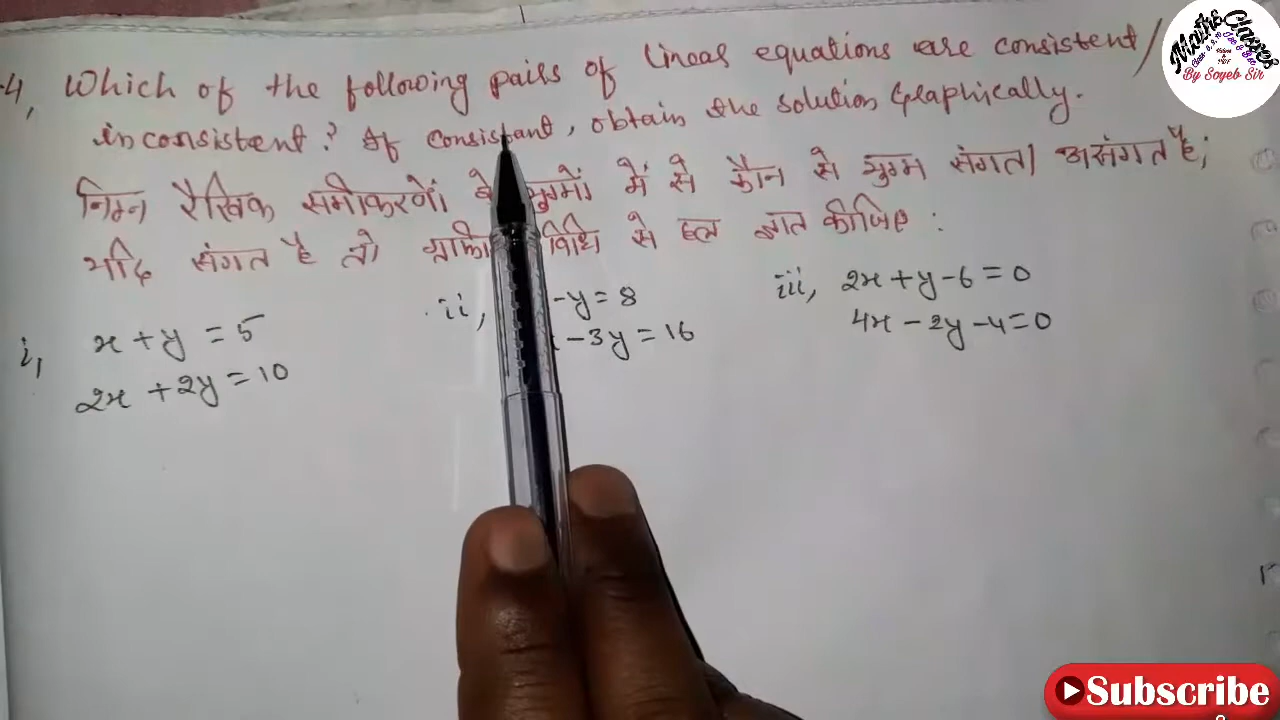 4, Which of the following pairs of linear equations are consistent/
inconsistent? If consistant, obtain the solution Graphically.
निम्न रैखिक समीकरणों के युग्मों में से कौन से युग्म संगत। असंगत है;
यदि संगत है तो विधि से हल ज्ञात कीजिए :
i, x + y = 5
2x + 2y = 10
ii, -y = 8
- 3y = 16
iii, 2x + y - 6 = 0
4x - 2y - 4 = 0
Maths Classes
By Soyeb Sir
Subscribe